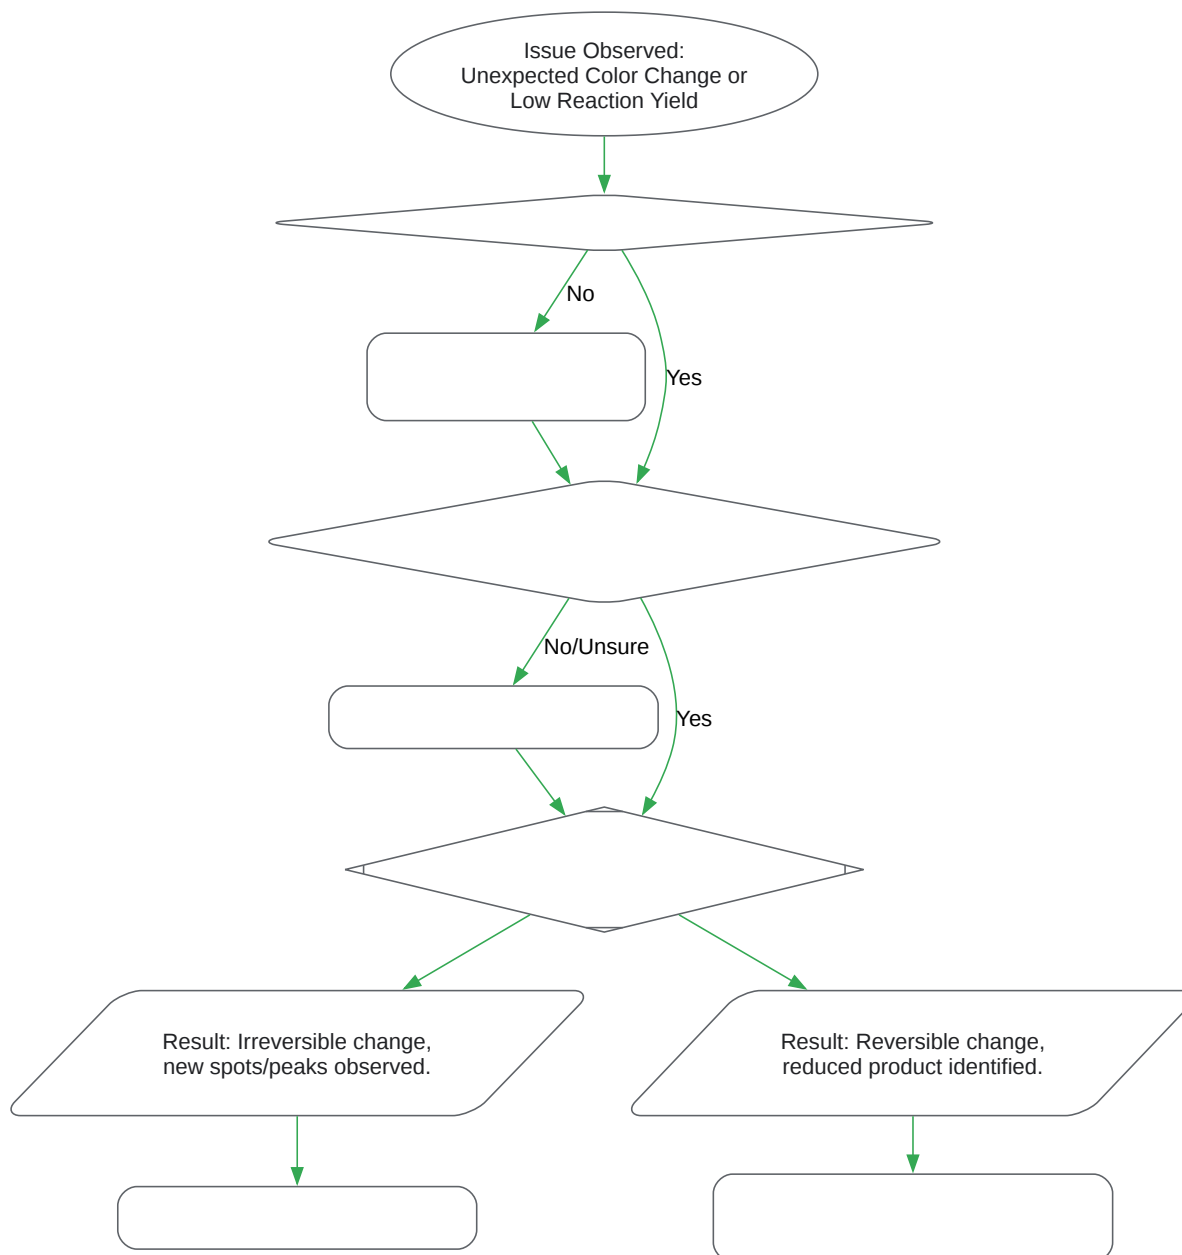 Issue Observed:
Unexpected Color Change or
Low Reaction Yield
No
Yes
No/Unsure
Yes
Result: Irreversible change,
new spots/peaks observed.
Result: Reversible change,
reduced product identified.